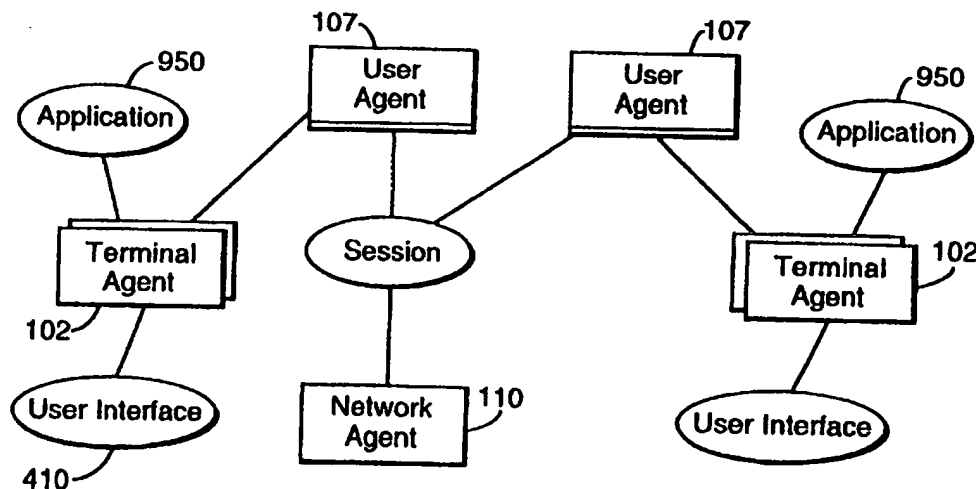 107
107
950
950
User
Agent
User
Agent
Application
Application
Terminal
Agent
Session
Terminal
Agent
102
102
User Interface
Network
Agent
110
User Interface
410